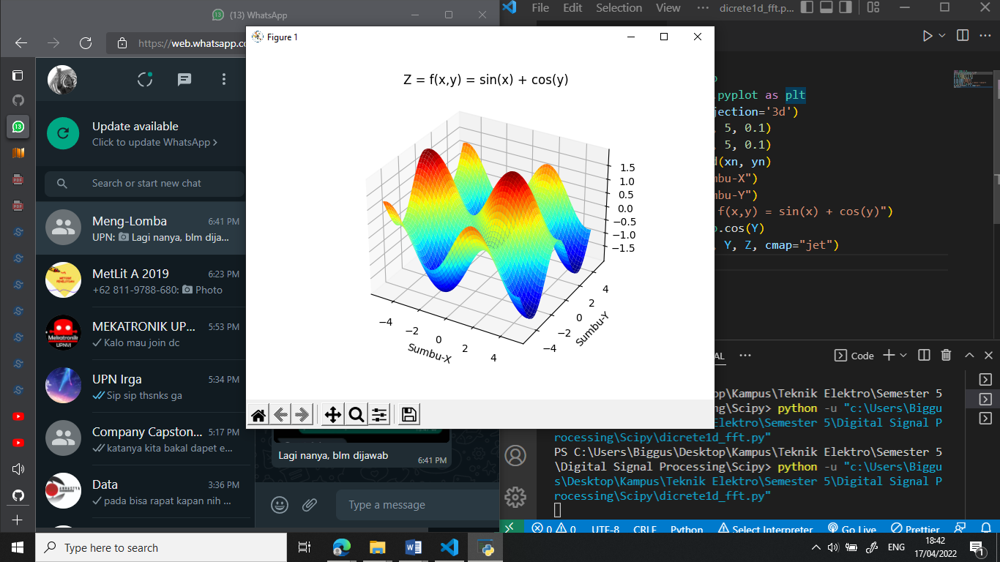 (13) WhatsApp
https://web.whatsapp.co
Update available
Click to update WhatsApp >
Search or start new chat
Meng-Lomba 6:41 PM
UPN: Lagi nanya, blm dija...
MetLit A 2019 6:23 PM
+62 811-9788-680: Photo
MEKATRONIK UP... 5:53 PM
Kalo mau join dc
UPN Irga 5:34 PM
Sip sip thsnks ga
Company Capston... 5:17 PM
katanya kita bakal dapet e...
Data 3:36 PM
pada bisa rapat kapan nih ...
Lagi nanya, blm dijawab
6:41 PM
Type a message
Figure 1
Z = f(x,y) = sin(x) + cos(y)
1.5
1.0
0.5
0.0
−0.5
−1.0
−1.5
−4
−2
0
2
4
Sumbu-X
−4
−2
0
2
4
Sumbu-Y
File Edit Selection View ··· dicrete1d_fft.p...
.pyplot as plt
jection='3d')
, 5, 0.1)
, 5, 0.1)
d(xn, yn)
mbu-X")
mbu-Y")
f(x,y) = sin(x) + cos(y)")
.cos(Y)
, Y, Z, cmap="jet")
AL ··· Code
op\Kampus\Teknik Elektro\Semester 5
ng\Scipy> python -u "c:\Users\Biggu
Elektro\Semester 5\Digital Signal P
rocessing\Scipy\dicrete1d_fft.py"
PS C:\Users\Biggus\Desktop\Kampus\Teknik Elektro\Semester 5
\Digital Signal Processing\Scipy> python -u "c:\Users\Biggu
s\Desktop\Kampus\Teknik Elektro\Semester 5\Digital Signal P
rocessing\Scipy\dicrete1d_fft.py"
0 0 UTF-8 CRLF Python Select Interpreter Go Live Prettier
Type here to search
ENG
18:42
17/04/2022
1